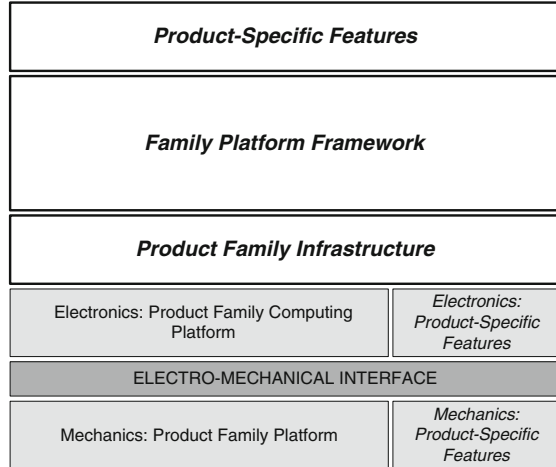 Product-Specific Features
Family Platform Framework
Product Family Infrastructure
Electronics: Product Family Computing
Platform
Electronics:
Product-Specific
Features
ELECTRO-MECHANICAL INTERFACE
Mechanics: Product Family Platform
Mechanics:
Product-Specific
Features